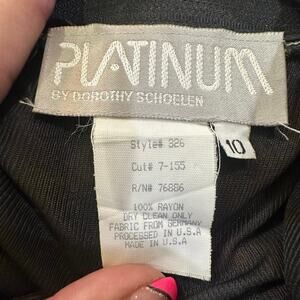 PLATINUM
BY DOROTHY SCHOELEN
10
Style# 326
Cut# 7-155
R/N# 76886
100% RAYON
DRY CLEAN ONLY
FABRIC FROM GERMANY
PROCESSED IN U.S.A
MADE IN U.S.A